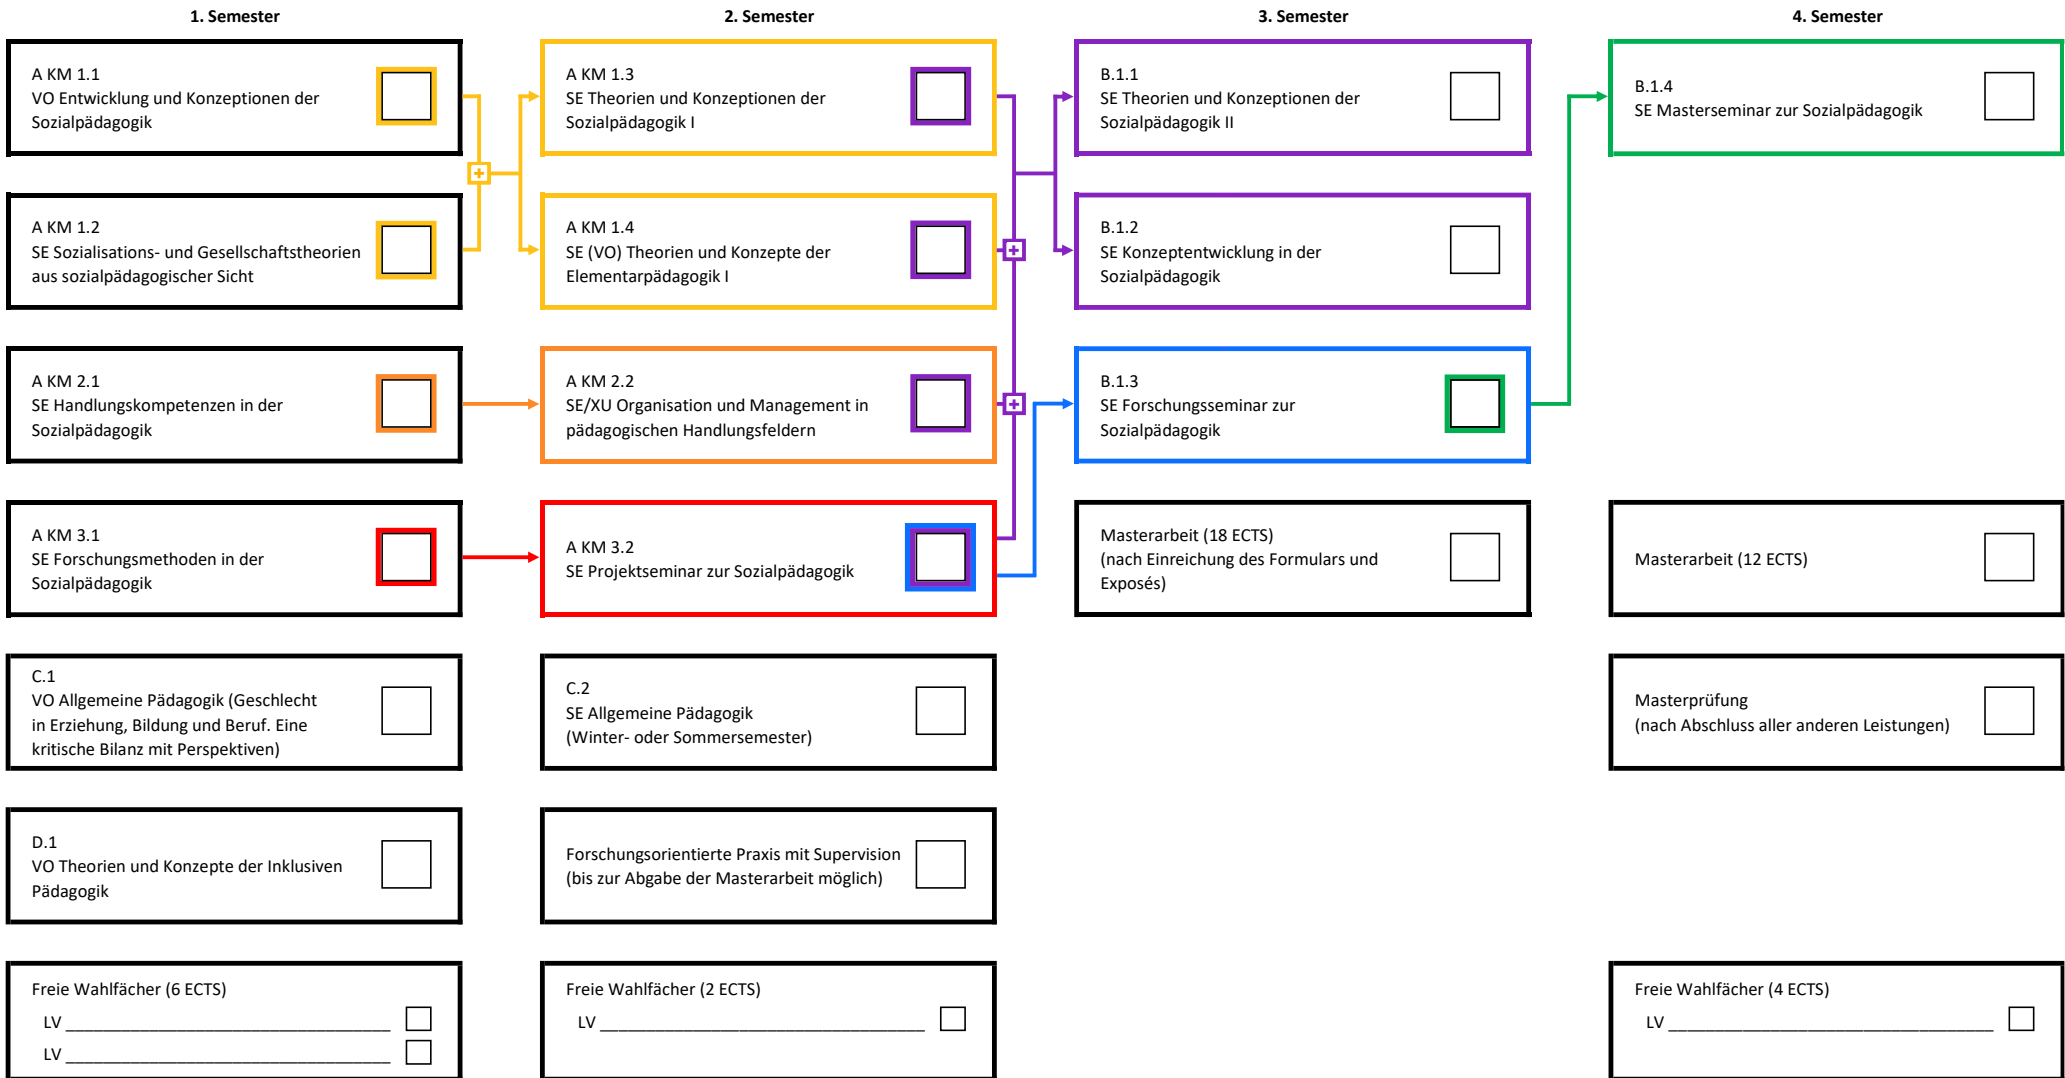 1. Semester
2. Semester
3. Semester
4. Semester
A KM 1.1
VO Entwicklung und Konzeptionen der
Sozialpädagogik
A KM 1.3
SE Theorien und Konzeptionen der
Sozialpädagogik I
B.1.1
SE Theorien und Konzeptionen der
Sozialpädagogik II
B.1.4
SE Masterseminar zur Sozialpädagogik
A KM 1.2
SE Sozialisations- und Gesellschaftstheorien
aus sozialpädagogischer Sicht
A KM 1.4
SE (VO) Theorien und Konzepte der
Elementarpädagogik I
B.1.2
SE Konzeptentwicklung in der
Sozialpädagogik
A KM 2.1
SE Handlungskompetenzen in der
Sozialpädagogik
A KM 2.2
SE/XU Organisation und Management in
pädagogischen Handlungsfeldern
B.1.3
SE Forschungsseminar zur
Sozialpädagogik
A KM 3.1
SE Forschungsmethoden in der
Sozialpädagogik
A KM 3.2
SE Projektseminar zur Sozialpädagogik
Masterarbeit (18 ECTS)
(nach Einreichung des Formulars und
Exposés)
Masterarbeit (12 ECTS)
C.1
VO Allgemeine Pädagogik (Geschlecht
in Erziehung, Bildung und Beruf. Eine
kritische Bilanz mit Perspektiven)
C.2
SE Allgemeine Pädagogik
(Winter- oder Sommersemester)
Masterprüfung
(nach Abschluss aller anderen Leistungen)
D.1
VO Theorien und Konzepte der Inklusiven
Pädagogik
Forschungsorientierte Praxis mit Supervision
(bis zur Abgabe der Masterarbeit möglich)
Freie Wahlfächer (6 ECTS)
LV ___________________________________
LV ___________________________________
Freie Wahlfächer (2 ECTS)
LV ___________________________________
Freie Wahlfächer (4 ECTS)
LV ___________________________________